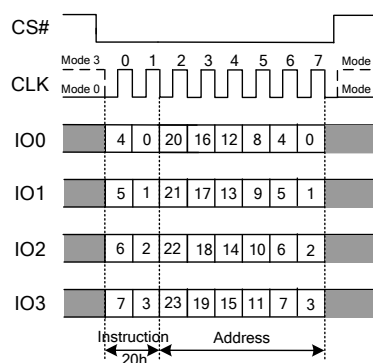 CS#
Mode 3 0 1 2 3 4 5 6 7 Mode
CLK Mode 0 Mode
IO0 4 0 20 16 12 8 4 0
IO1 5 1 21 17 13 9 5 1
IO2 6 2 22 18 14 10 6 2
IO3 7 3 23 19 15 11 7 3
Instruction Address
20h